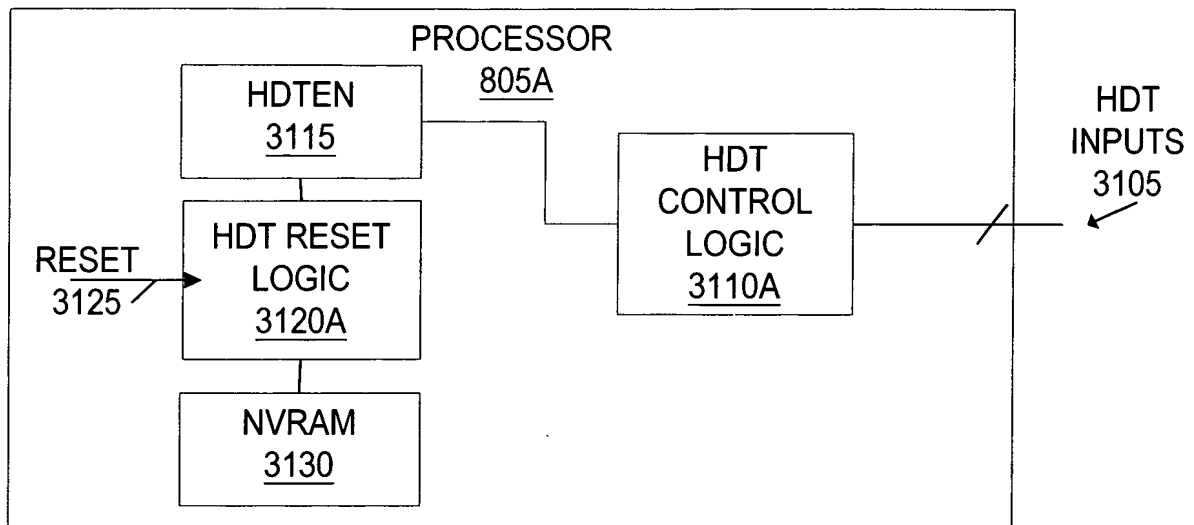 PROCESSOR
805A
HDTEN
3115
HDT
CONTROL
LOGIC
3110A
HDT
INPUTS
3105
HDT RESET
LOGIC
3120A
RESET
3125
NVRAM
3130